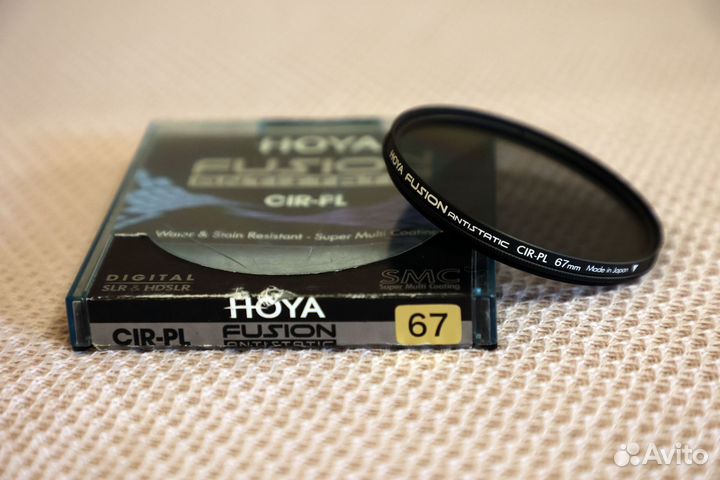 HOYA
FUSION
CIR-PL
Water & Stain Resistant - Super Multi Coating
DIGITAL
SLR & HDSLR
SMC
Super Multi Coating
HOYA
CIR-PL
FUSION
ANTISTATIC
67
HOYA FUSION ANTISTATIC CIR-PL 67mm Made in Japan
Avito